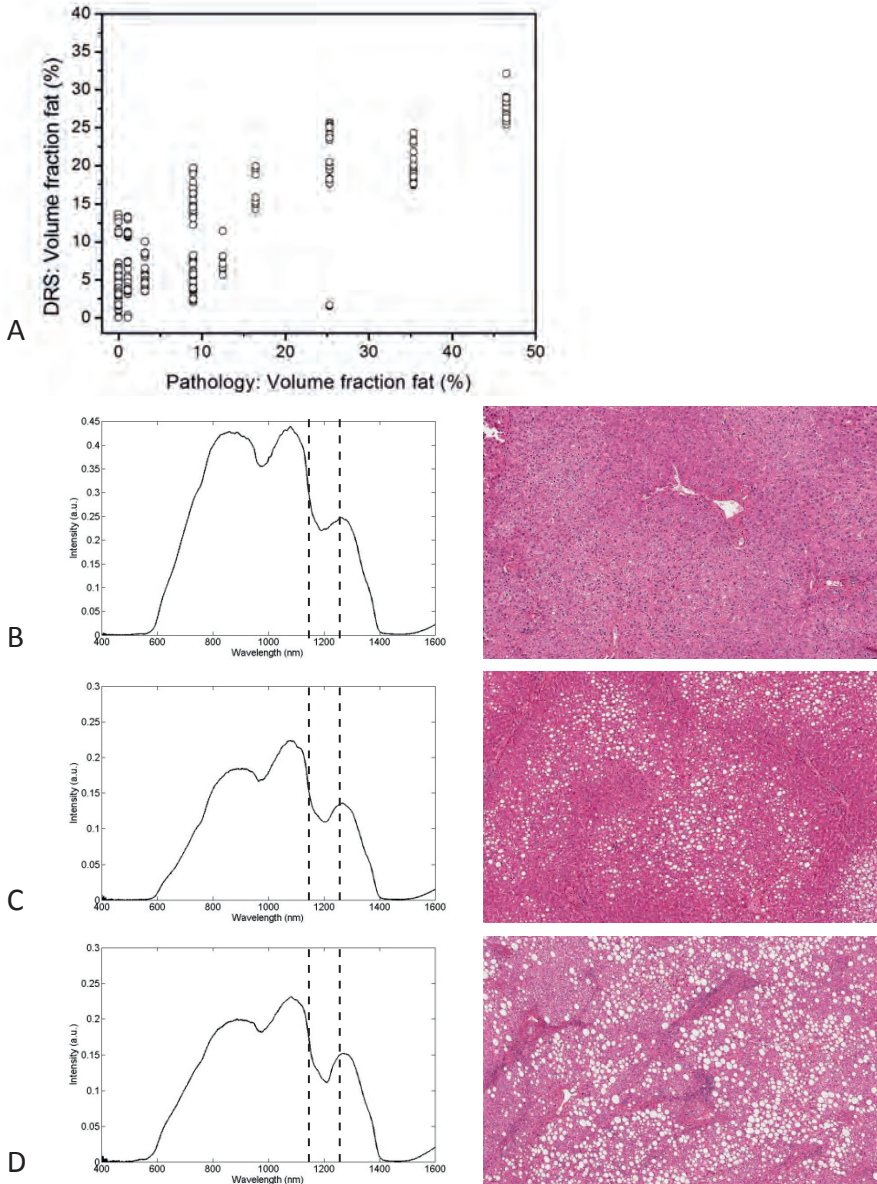 40
35
30
25
20
15
10
5
0
DRS: Volume fraction fat (%)
0 10 20 30 40 50
Pathology: Volume fraction fat (%)
A
0.45
0.4
0.35
0.3
0.25
0.2
0.15
0.1
0.05
0
Intensity (a.u.)
400 600 800 1000 1200 1400 1600
Wavelength (nm)
B
0.3
0.25
0.2
0.15
0.1
0.05
0
Intensity (a.u.)
400 600 800 1000 1200 1400 1600
Wavelength (nm)
C
0.3
0.25
0.2
0.15
0.1
0.05
0
Intensity (a.u.)
400 600 800 1000 1200 1400 1600
Wavelength (nm)
D